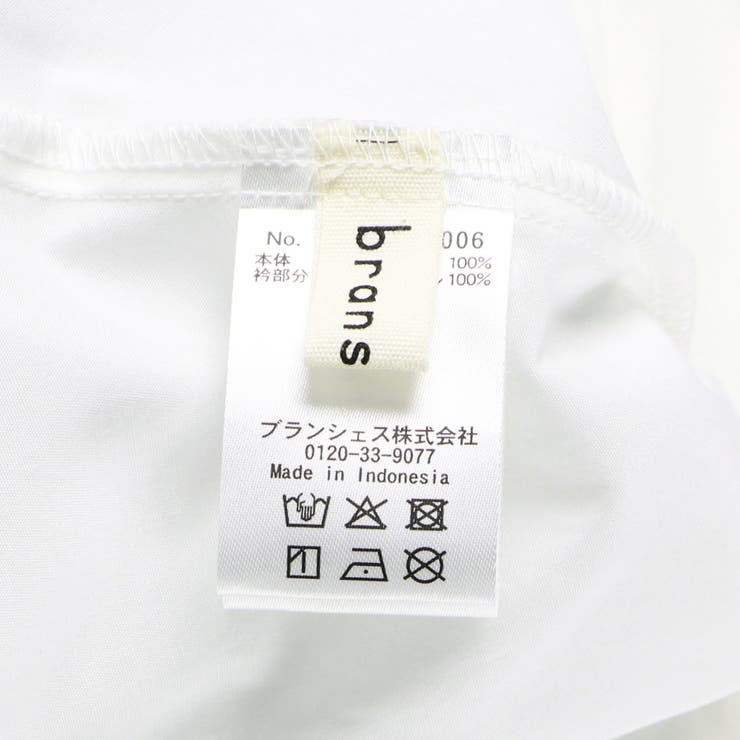 brans
No. 006
本体 100%
衿部分 100%
ブランシェス株式会社
0120-33-9077
Made in Indonesia